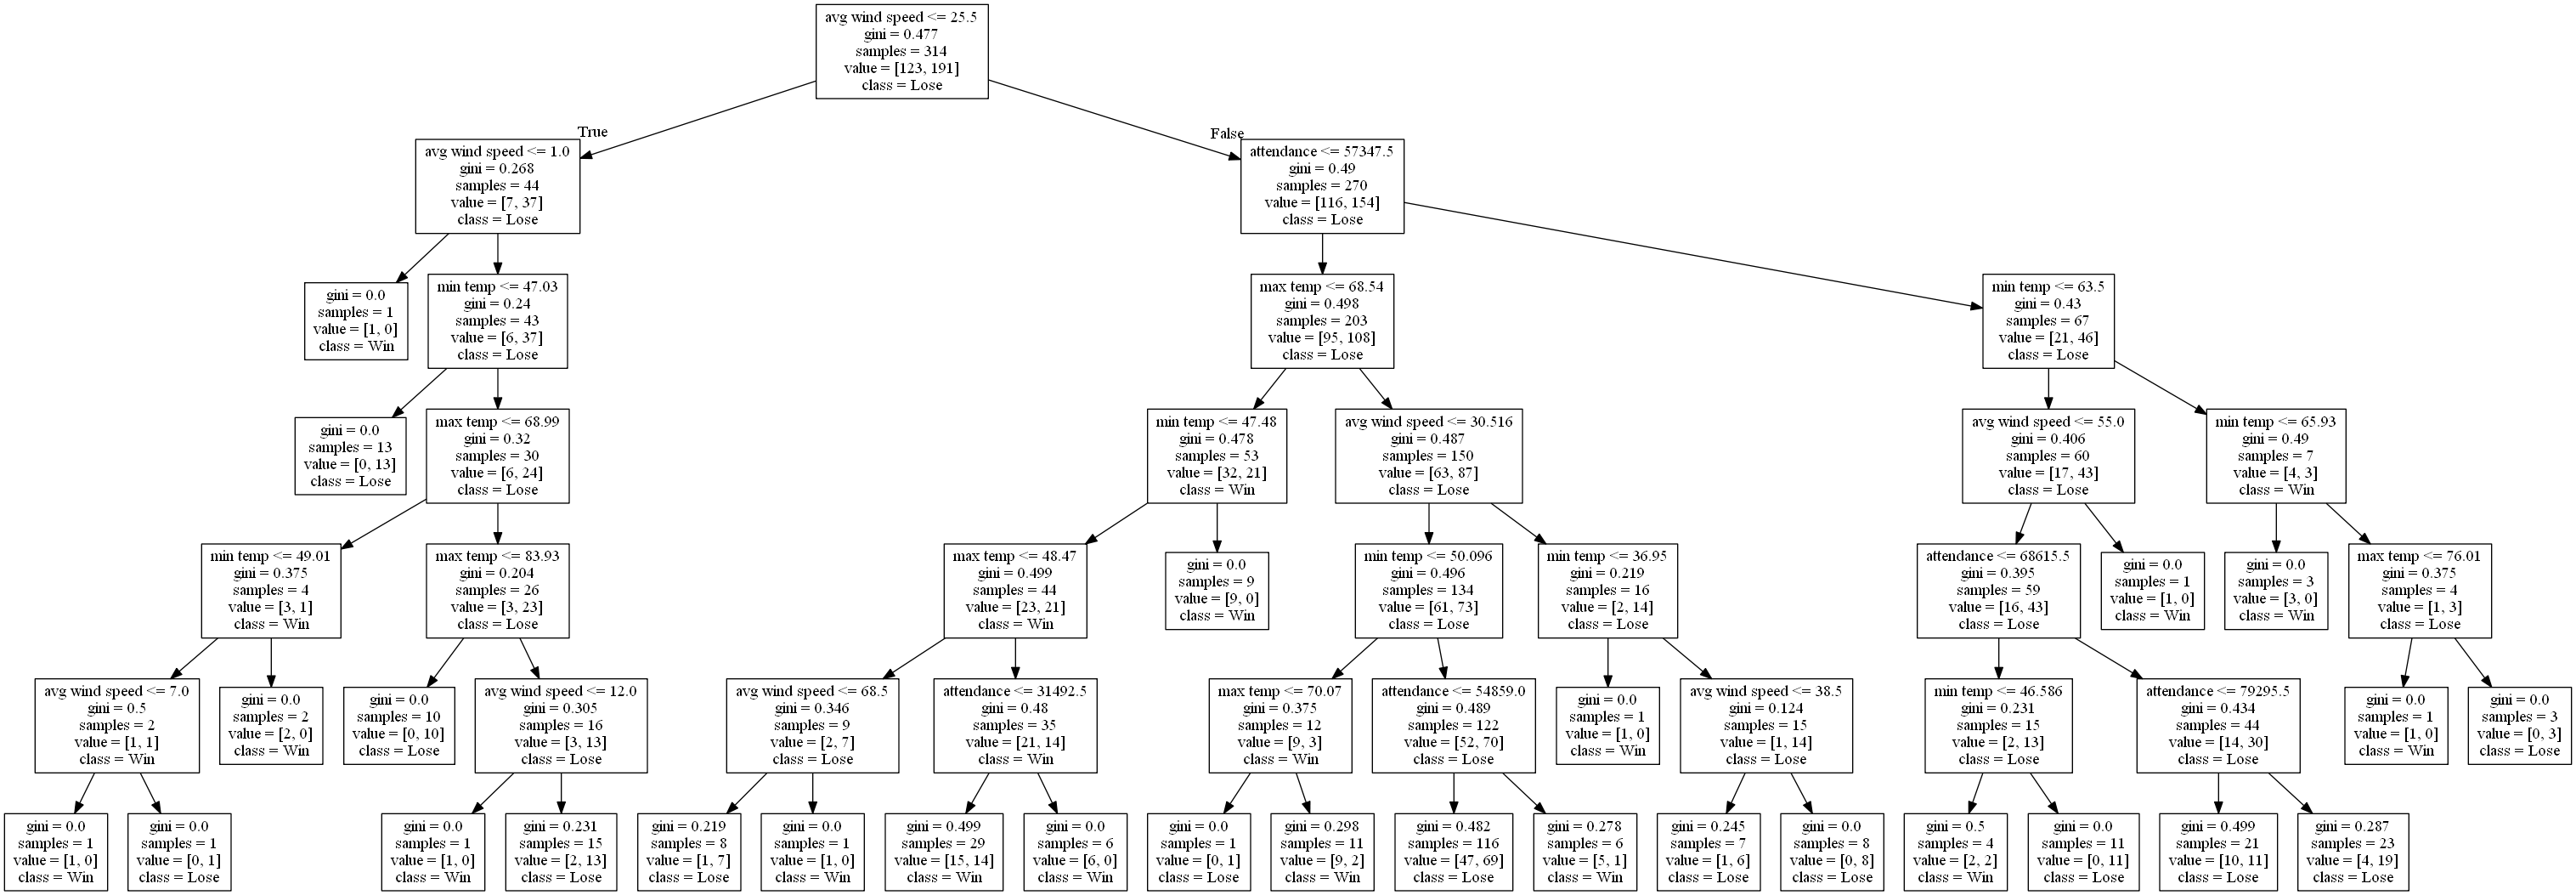 avg wind speed <= 25.5
gini = 0.477
samples = 314
value = [123, 191]
class = Lose
True
False
avg wind speed <= 1.0
gini = 0.268
samples = 44
value = [7, 37]
class = Lose
attendance <= 57347.5
gini = 0.49
samples = 270
value = [116, 154]
class = Lose
gini = 0.0
samples = 1
value = [1, 0]
class = Win
min temp <= 47.03
gini = 0.24
samples = 43
value = [6, 37]
class = Lose
max temp <= 68.54
gini = 0.498
samples = 203
value = [95, 108]
class = Lose
min temp <= 63.5
gini = 0.43
samples = 67
value = [21, 46]
class = Lose
gini = 0.0
samples = 13
value = [0, 13]
class = Lose
max temp <= 68.99
gini = 0.32
samples = 30
value = [6, 24]
class = Lose
min temp <= 47.48
gini = 0.478
samples = 53
value = [32, 21]
class = Win
avg wind speed <= 30.516
gini = 0.487
samples = 150
value = [63, 87]
class = Lose
avg wind speed <= 55.0
gini = 0.406
samples = 60
value = [17, 43]
class = Lose
min temp <= 65.93
gini = 0.49
samples = 7
value = [4, 3]
class = Win
min temp <= 49.01
gini = 0.375
samples = 4
value = [3, 1]
class = Win
max temp <= 83.93
gini = 0.204
samples = 26
value = [3, 23]
class = Lose
max temp <= 48.47
gini = 0.499
samples = 44
value = [23, 21]
class = Win
gini = 0.0
samples = 9
value = [9, 0]
class = Win
min temp <= 50.096
gini = 0.496
samples = 134
value = [61, 73]
class = Lose
min temp <= 36.95
gini = 0.219
samples = 16
value = [2, 14]
class = Lose
attendance <= 68615.5
gini = 0.395
samples = 59
value = [16, 43]
class = Lose
gini = 0.0
samples = 1
value = [1, 0]
class = Win
gini = 0.0
samples = 3
value = [3, 0]
class = Win
max temp <= 76.01
gini = 0.375
samples = 4
value = [1, 3]
class = Lose
avg wind speed <= 7.0
gini = 0.5
samples = 2
value = [1, 1]
class = Win
gini = 0.0
samples = 2
value = [2, 0]
class = Win
gini = 0.0
samples = 10
value = [0, 10]
class = Lose
avg wind speed <= 12.0
gini = 0.305
samples = 16
value = [3, 13]
class = Lose
avg wind speed <= 68.5
gini = 0.346
samples = 9
value = [2, 7]
class = Lose
attendance <= 31492.5
gini = 0.48
samples = 35
value = [21, 14]
class = Win
max temp <= 70.07
gini = 0.375
samples = 12
value = [9, 3]
class = Win
attendance <= 54859.0
gini = 0.489
samples = 122
value = [52, 70]
class = Lose
gini = 0.0
samples = 1
value = [1, 0]
class = Win
avg wind speed <= 38.5
gini = 0.124
samples = 15
value = [1, 14]
class = Lose
min temp <= 46.586
gini = 0.231
samples = 15
value = [2, 13]
class = Lose
attendance <= 79295.5
gini = 0.434
samples = 44
value = [14, 30]
class = Lose
gini = 0.0
samples = 1
value = [1, 0]
class = Win
gini = 0.0
samples = 3
value = [0, 3]
class = Lose
gini = 0.0
samples = 1
value = [1, 0]
class = Win
gini = 0.0
samples = 1
value = [0, 1]
class = Lose
gini = 0.0
samples = 1
value = [1, 0]
class = Win
gini = 0.231
samples = 15
value = [2, 13]
class = Lose
gini = 0.219
samples = 8
value = [1, 7]
class = Lose
gini = 0.0
samples = 1
value = [1, 0]
class = Win
gini = 0.499
samples = 29
value = [15, 14]
class = Win
gini = 0.0
samples = 6
value = [6, 0]
class = Win
gini = 0.0
samples = 1
value = [0, 1]
class = Lose
gini = 0.298
samples = 11
value = [9, 2]
class = Win
gini = 0.482
samples = 116
value = [47, 69]
class = Lose
gini = 0.278
samples = 6
value = [5, 1]
class = Win
gini = 0.245
samples = 7
value = [1, 6]
class = Lose
gini = 0.0
samples = 8
value = [0, 8]
class = Lose
gini = 0.5
samples = 4
value = [2, 2]
class = Win
gini = 0.0
samples = 11
value = [0, 11]
class = Lose
gini = 0.499
samples = 21
value = [10, 11]
class = Lose
gini = 0.287
samples = 23
value = [4, 19]
class = Lose